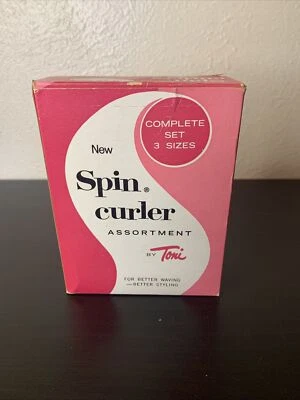 COMPLETE
SET
3 SIZES
New
Spin®
curler
ASSORTMENT
BY Toni
FOR BETTER WAVING
—BETTER STYLING